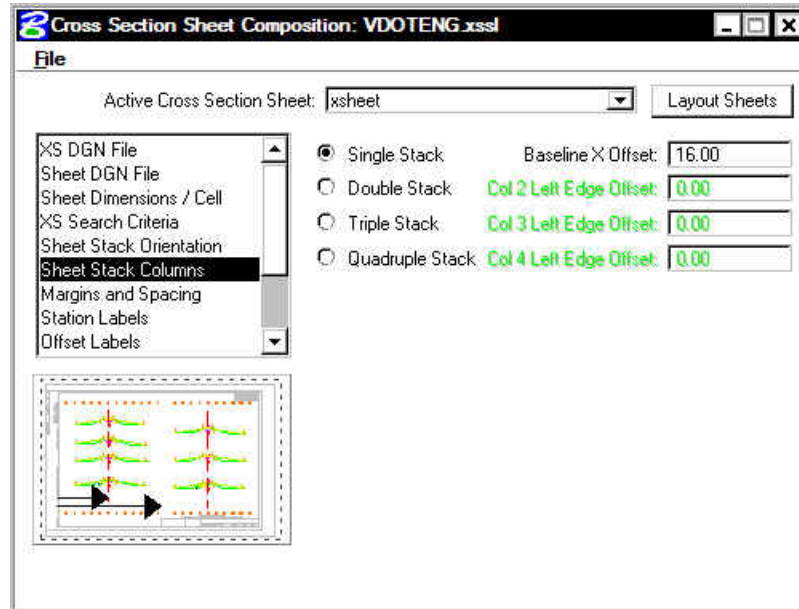 Cross Section Sheet Composition: VDOTENG.xssl
File
Active Cross Section Sheet: xsheet Layout Sheets
XS DGN File
Sheet DGN File
Sheet Dimensions / Cell
XS Search Criteria
Sheet Stack Orientation
Sheet Stack Columns
Margins and Spacing
Station Labels
Offset Labels
Single Stack Baseline X Offset: 16.00
Double Stack Col 2 Left Edge Offset: 0.00
Triple Stack Col 3 Left Edge Offset: 0.00
Quadruple Stack Col 4 Left Edge Offset: 0.00